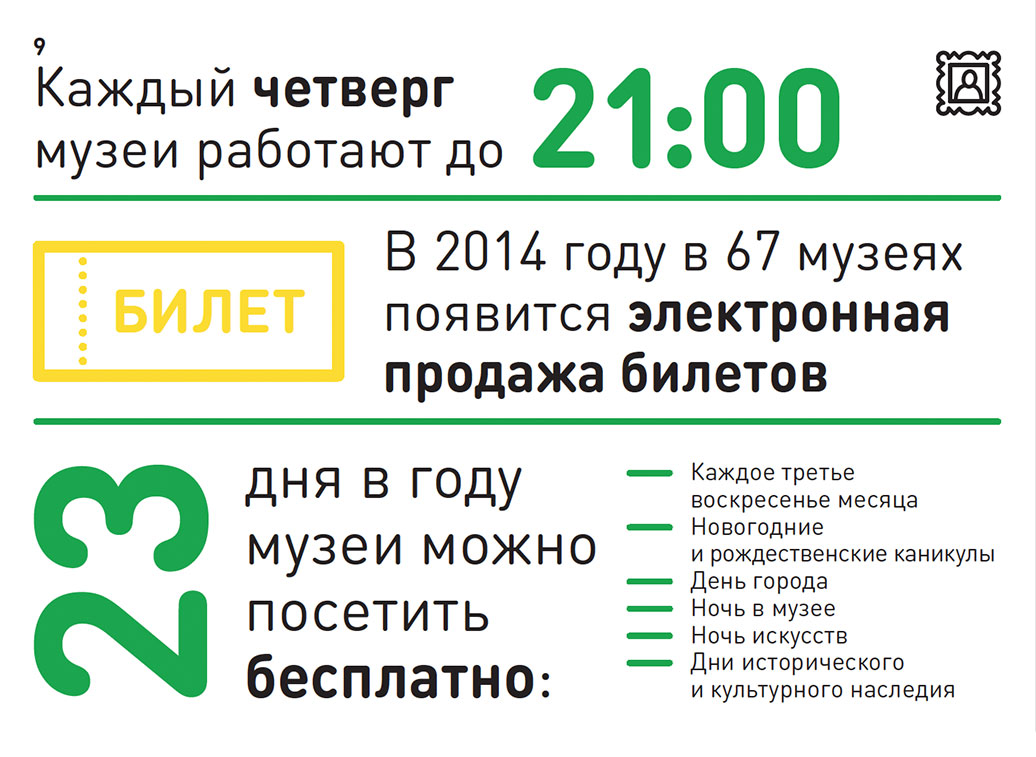 9
Каждый четверг
музеи работают до
21:00
БИЛЕТ
В 2014 году в 67 музеях
появится электронная
продажа билетов
23
дня в году
музеи можно
посетить
бесплатно:
Каждое третье
воскресенье месяца
Новогодние
и рождественские каникулы
День города
Ночь в музее
Ночь искусств
Дни исторического
и культурного наследия